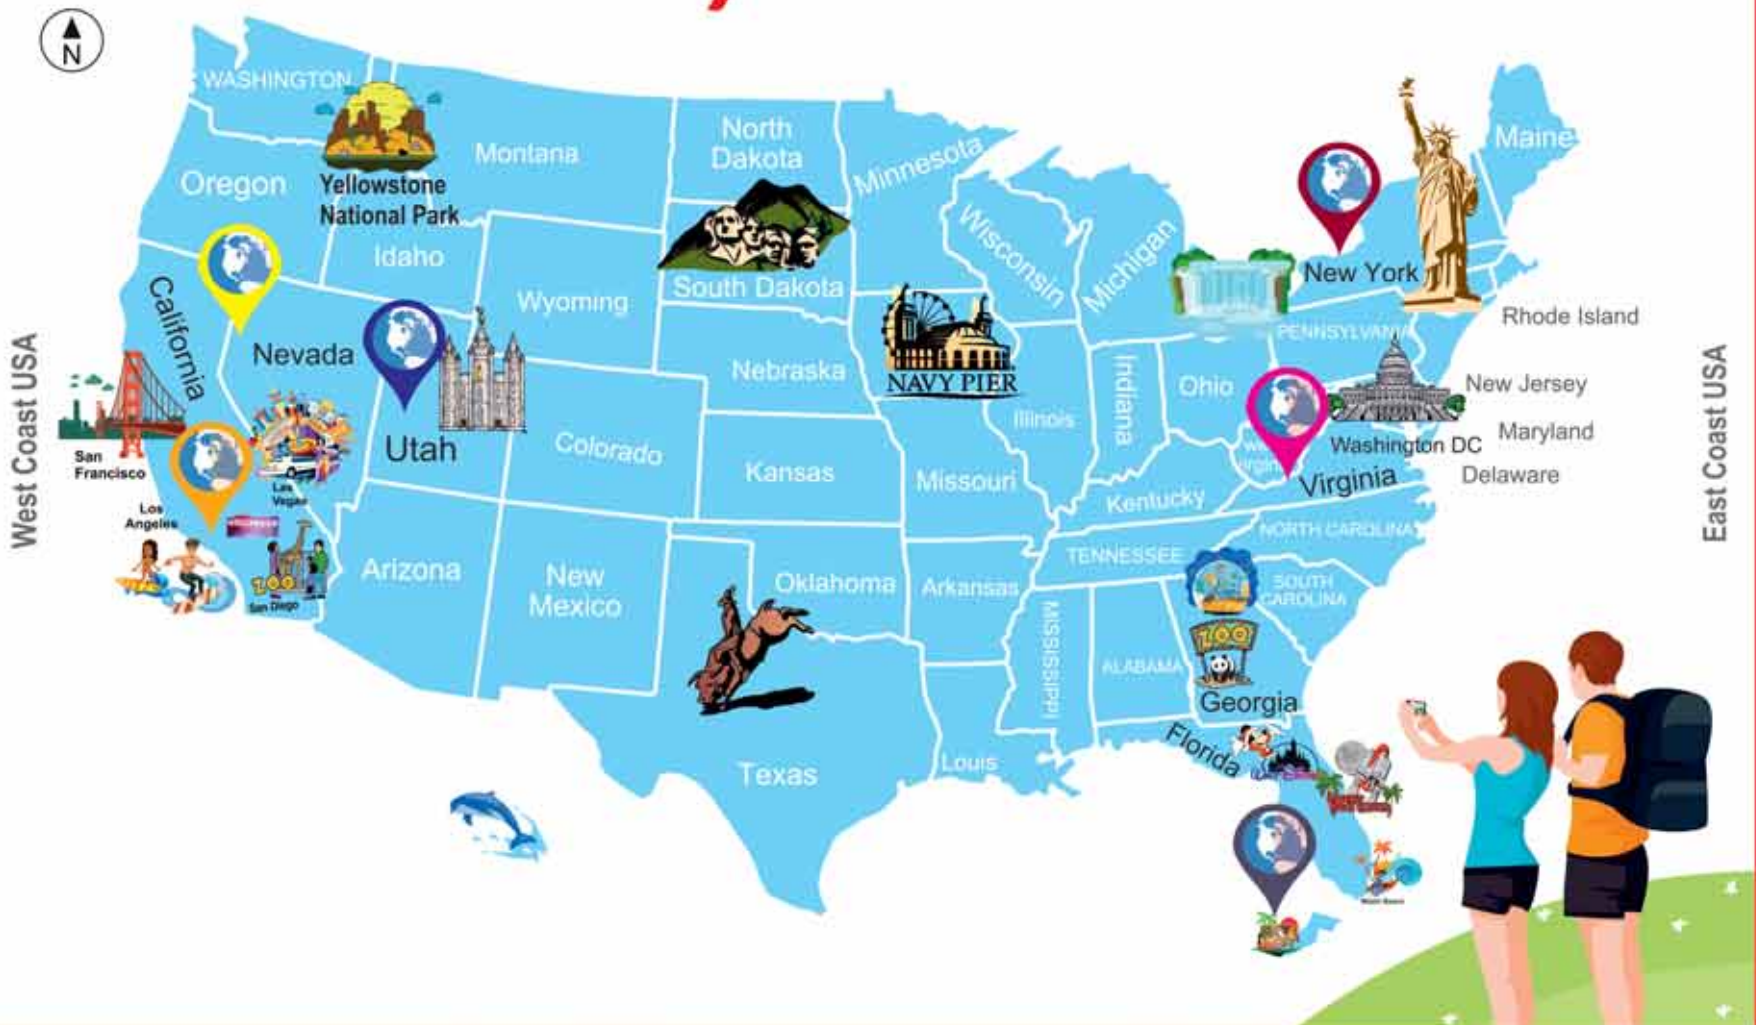 N
WASHINGTON
Montana
North
Dakota
Minnesota
Maine
Oregon
Yellowstone
National Park
Idaho
Wisconsin
Michigan
New York
Wyoming
South Dakota
PENNSYLVANIA
Rhode Island
California
Nevada
Nebraska
NAVY PIER
Indiana
Ohio
New Jersey
West Coast USA
East Coast USA
Utah
Colorado
Kansas
Illinois
Washington DC
Maryland
San
Francisco
Las
Vegas
Missouri
Kentucky
Virginia
Delaware
Los
Angeles
NORTH CAROLINA
TENNESSEE
Arizona
New
Mexico
Oklahoma
Arkansas
SOUTH
CAROLINA
ZOO
San Diego
MISSISSIPPI
ALABAMA
ZOO
Georgia
Florida
Texas
Louis
Miami Beach